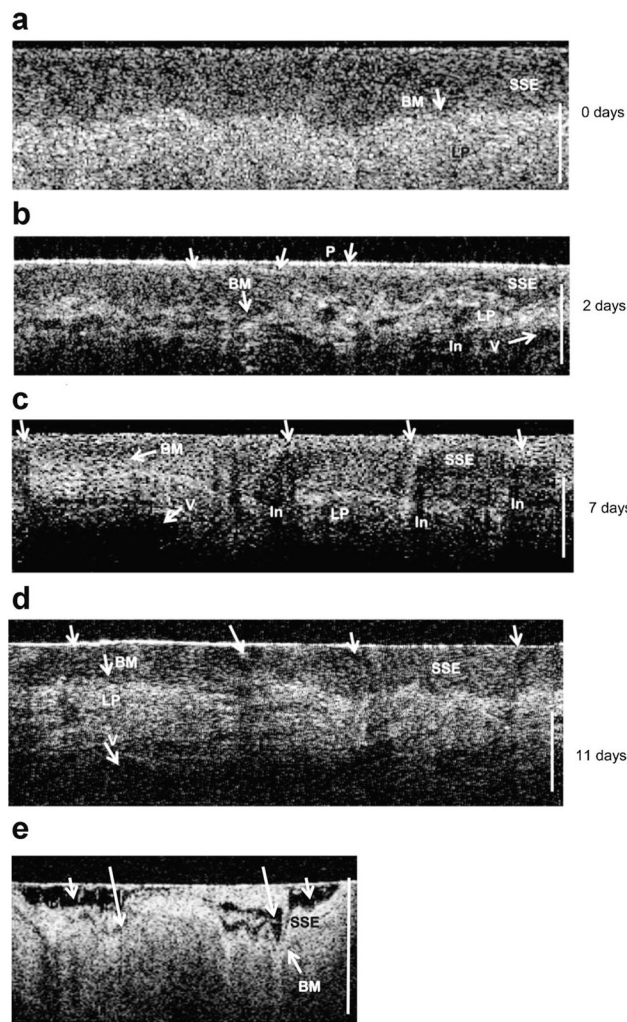 a
SSE
BM
0 days
LP
b
P
BM
SSE
2 days
LP
In
V
c
BM
SSE
V
In
LP
In
In
7 days
d
BM
SSE
LP
V
11 days
e
SSE
BM